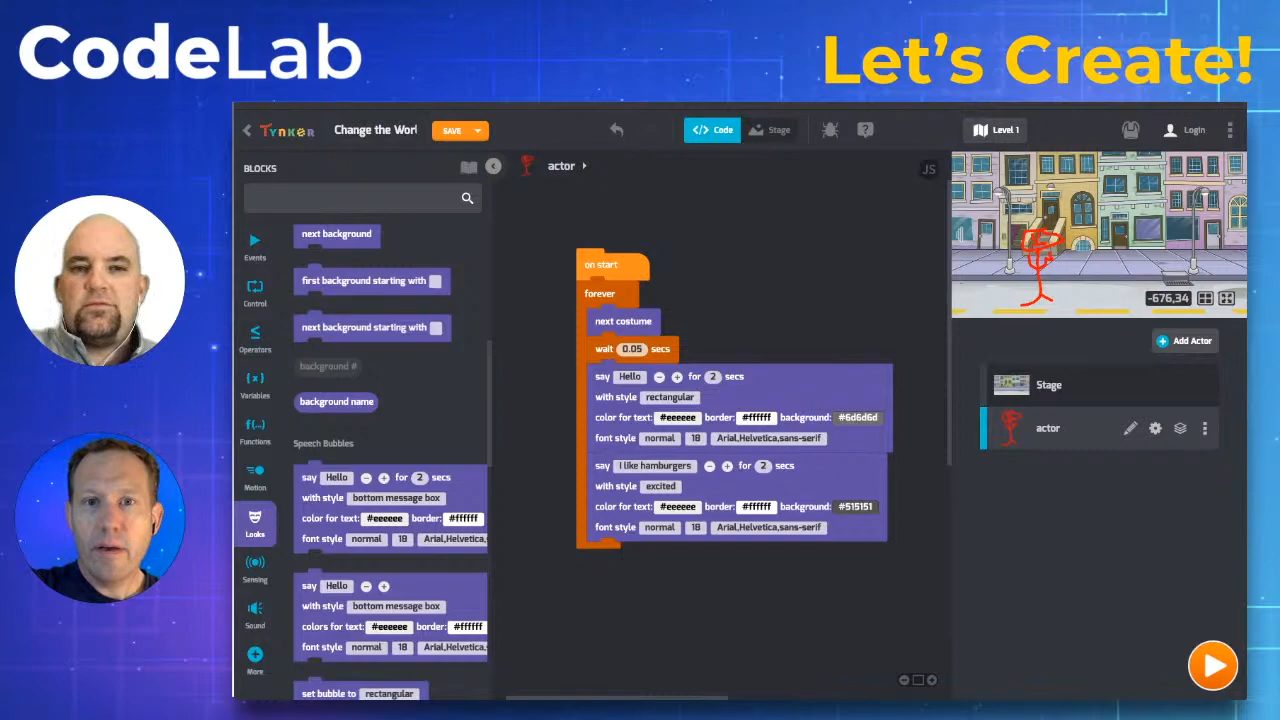 CodeLab
Let's Create!
TYNKER
Change the Worl
SAVE
</> Code
Stage
?
Level 1
Login
BLOCKS
actor
JS
Events
Control
Operators
Variables
Functions
Motion
Looks
Sensing
Sound
More
next background
first background starting with
next background starting with
background #
background name
Speech Bubbles
say Hello − + for 2 secs
with style bottom message box
color for text: #eeeeee border: #ffffff
font style normal 18 Arial,Helvetica,s
say Hello − +
with style bottom message box
colors for text: #eeeeee border: #ffffff
font style normal 18 Arial,Helvetica,s
set bubble to rectangular
on start
forever
next costume
wait 0.05 secs
say Hello − + for 2 secs
with style rectangular
color for text: #eeeeee border: #ffffff background: #6d6d6d
font style normal 18 Arial,Helvetica,sans-serif
say I like hamburgers − + for 2 secs
with style excited
color for text: #eeeeee border: #ffffff background: #515151
font style normal 18 Arial,Helvetica,sans-serif
-676,34
Add Actor
Stage
actor